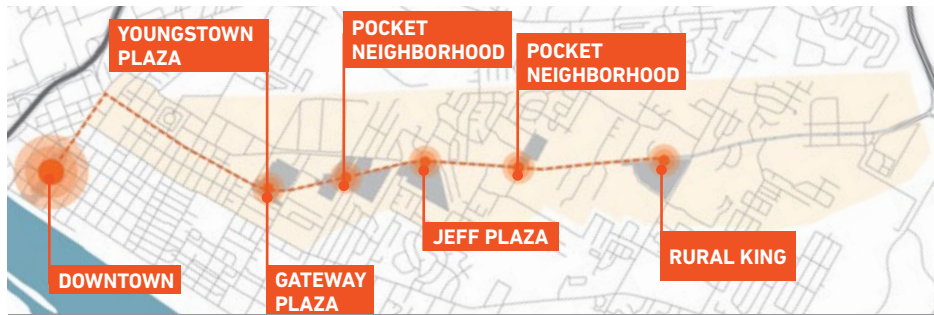 YOUNGSTOWN
PLAZA
POCKET
NEIGHBORHOOD
POCKET
NEIGHBORHOOD
JEFF PLAZA
RURAL KING
DOWNTOWN
GATEWAY
PLAZA